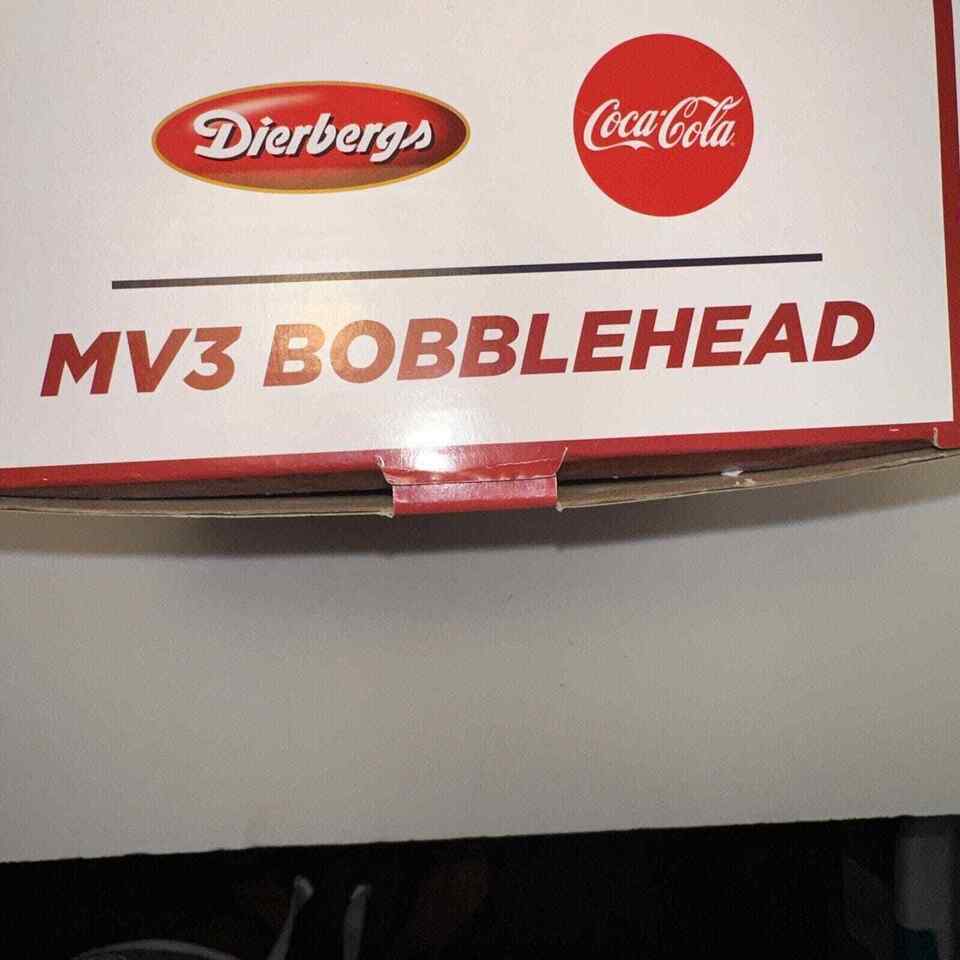 Dierbergs
Coca-Cola
MV3 BOBBLEHEAD